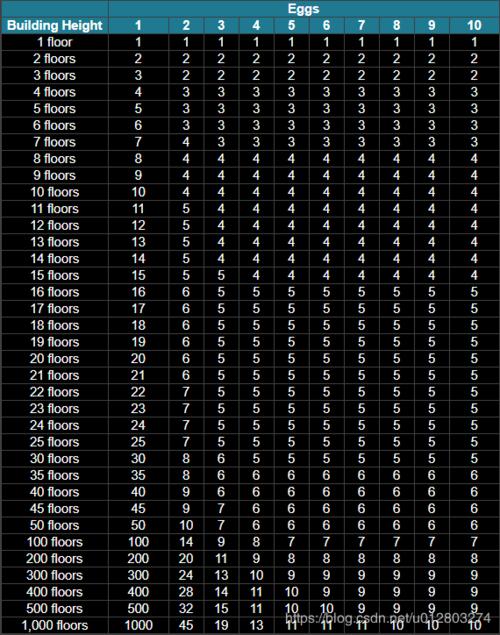 Eggs
Building Height 1 2 3 4 5 6 7 8 9 10
1 floor 1 1 1 1 1 1 1 1 1 1
2 floors 2 2 2 2 2 2 2 2 2 2
3 floors 3 2 2 2 2 2 2 2 2 2
4 floors 4 3 3 3 3 3 3 3 3 3
5 floors 5 3 3 3 3 3 3 3 3 3
6 floors 6 3 3 3 3 3 3 3 3 3
7 floors 7 4 3 3 3 3 3 3 3 3
8 floors 8 4 4 4 4 4 4 4 4 4
9 floors 9 4 4 4 4 4 4 4 4 4
10 floors 10 4 4 4 4 4 4 4 4 4
11 floors 11 5 4 4 4 4 4 4 4 4
12 floors 12 5 4 4 4 4 4 4 4 4
13 floors 13 5 4 4 4 4 4 4 4 4
14 floors 14 5 4 4 4 4 4 4 4 4
15 floors 15 5 5 4 4 4 4 4 4 4
16 floors 16 6 5 5 5 5 5 5 5 5
17 floors 17 6 5 5 5 5 5 5 5 5
18 floors 18 6 5 5 5 5 5 5 5 5
19 floors 19 6 5 5 5 5 5 5 5 5
20 floors 20 6 5 5 5 5 5 5 5 5
21 floors 21 6 5 5 5 5 5 5 5 5
22 floors 22 7 5 5 5 5 5 5 5 5
23 floors 23 7 5 5 5 5 5 5 5 5
24 floors 24 7 5 5 5 5 5 5 5 5
25 floors 25 7 5 5 5 5 5 5 5 5
30 floors 30 8 6 5 5 5 5 5 5 5
35 floors 35 8 6 6 6 6 6 6 6 6
40 floors 40 9 6 6 6 6 6 6 6 6
45 floors 45 9 7 6 6 6 6 6 6 6
50 floors 50 10 7 6 6 6 6 6 6 6
100 floors 100 14 9 8 7 7 7 7 7 7
200 floors 200 20 11 9 8 8 8 8 8 8
300 floors 300 24 13 10 9 9 9 9 9 9
400 floors 400 28 14 11 10 9 9 9 9 9
500 floors 500 32 15 11 10 10 9 9 9 9
https://blog.csdn.net/u012803274
1,000 floors 1000 45 19 13 11 11 11 10 10 10